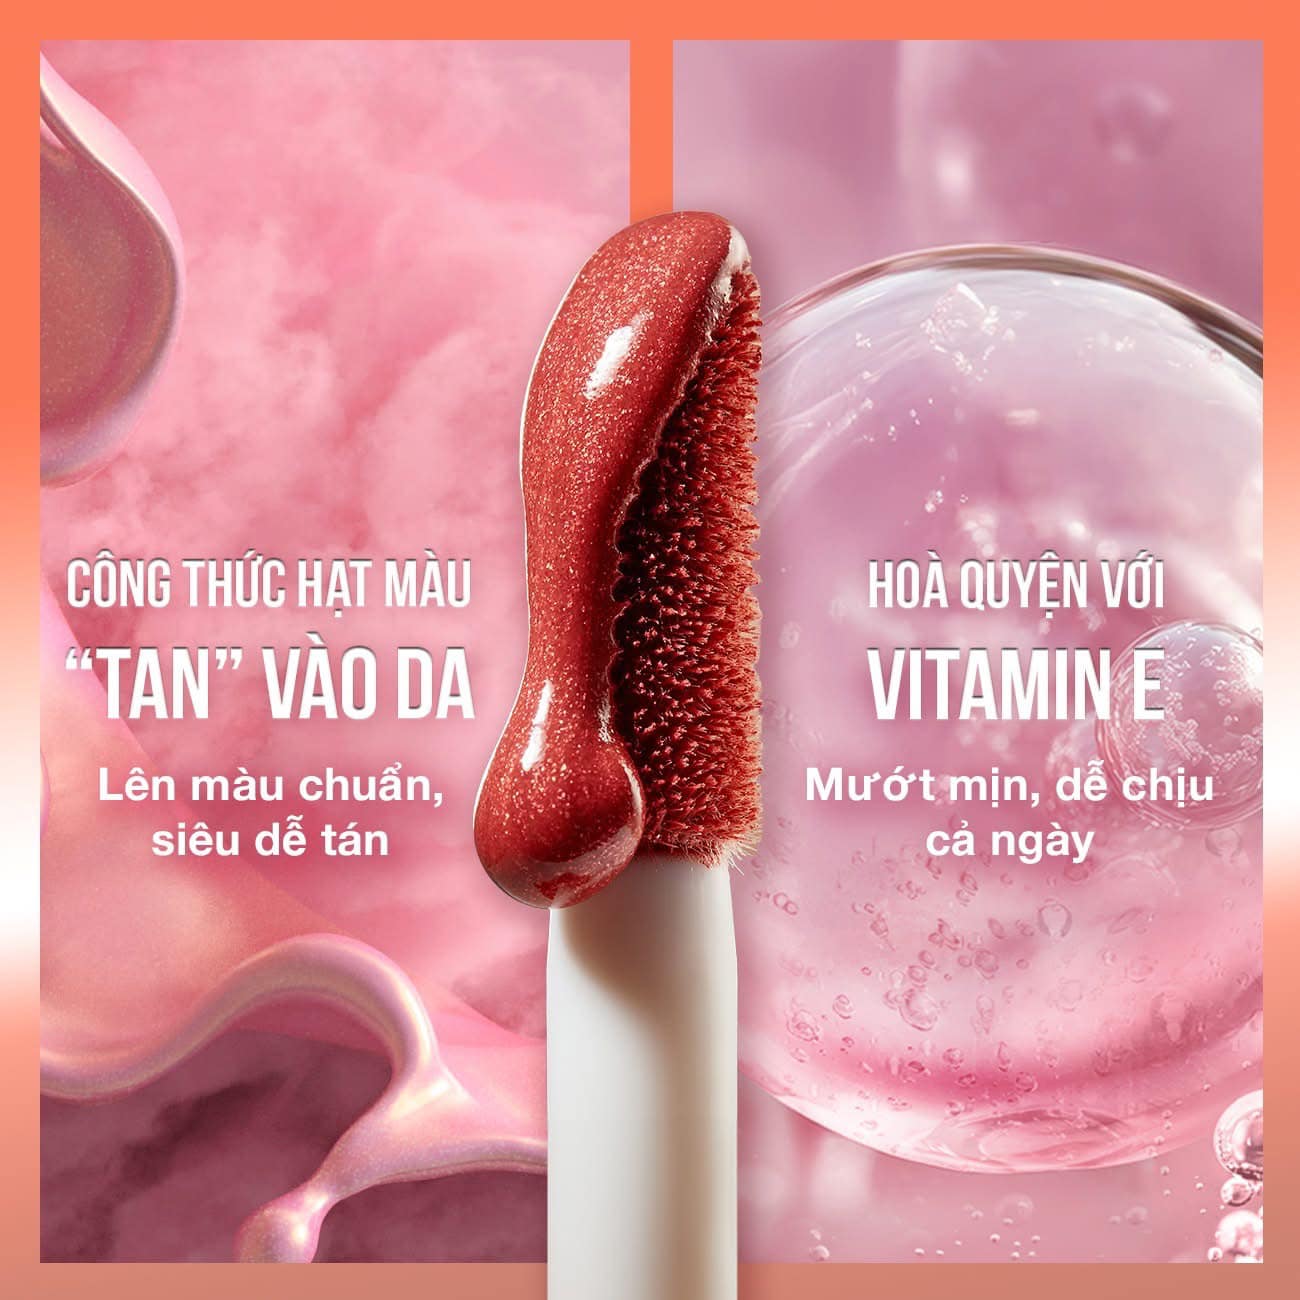 CÔNG THỨC HẠT MÀU
“TAN” VÀO DA
Lên màu chuẩn,
siêu dễ tán
HOÀ QUYỆN VỚI
VITAMIN E
Mướt mịn, dễ chịu
cả ngày